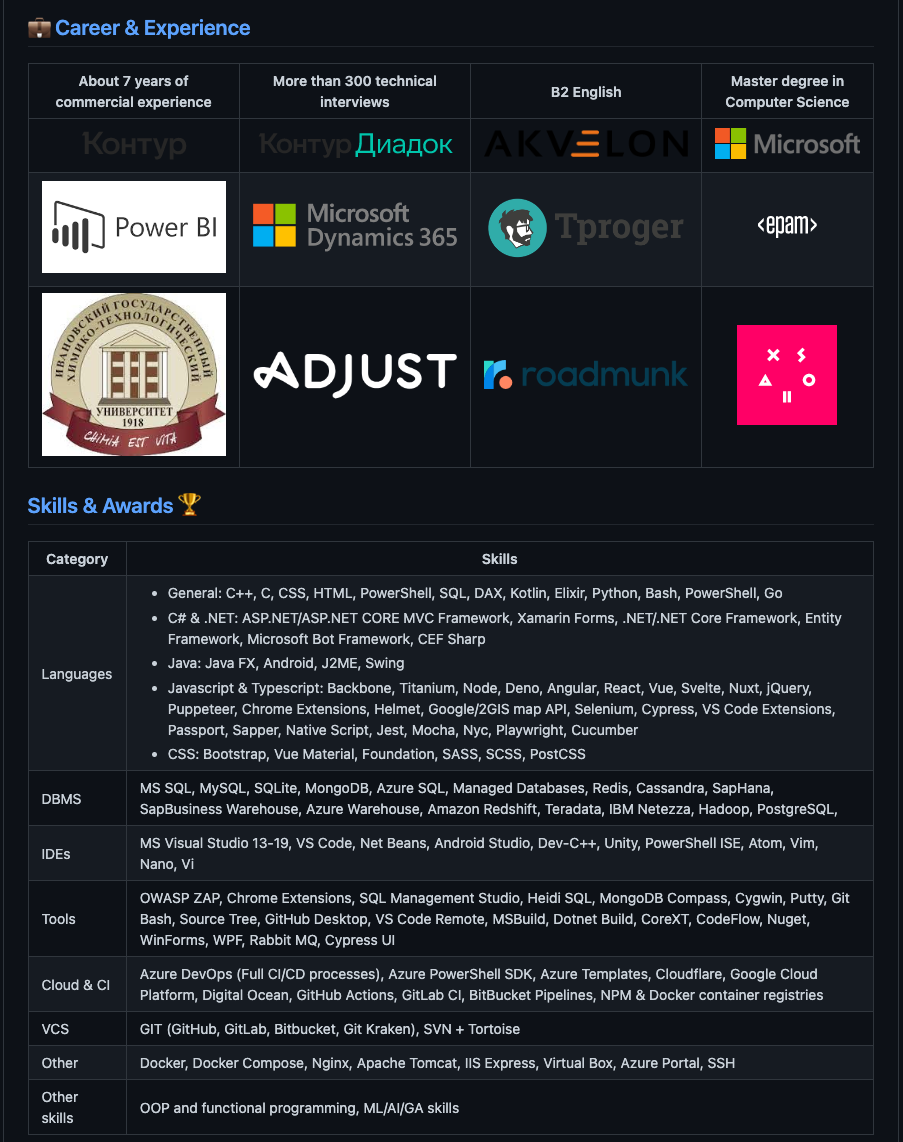 Career & Experience
About 7 years of
commercial experience
More than 300 technical
interviews
B2 English
Master degree in
Computer Science
Контур
Контур Диадок
AKVELON
Microsoft
Power BI
Microsoft
Dynamics 365
Tproger
<epam>
ИВАНОВСКИЙ ГОСУДАРСТВЕННЫЙ
ХИМИКО-ТЕХНОЛОГИЧЕСКИЙ
УНИВЕРСИТЕТ
1918
CHIMIA EST VITA
ADJUST
roadmunk
Skills & Awards
Category
Skills
Languages
General: C++, C, CSS, HTML, PowerShell, SQL, DAX, Kotlin, Elixir, Python, Bash, PowerShell, Go
C# & .NET: ASP.NET/ASP.NET CORE MVC Framework, Xamarin Forms, .NET/.NET Core Framework, Entity
Framework, Microsoft Bot Framework, CEF Sharp
Java: Java FX, Android, J2ME, Swing
Javascript & Typescript: Backbone, Titanium, Node, Deno, Angular, React, Vue, Svelte, Nuxt, jQuery,
Puppeteer, Chrome Extensions, Helmet, Google/2GIS map API, Selenium, Cypress, VS Code Extensions,
Passport, Sapper, Native Script, Jest, Mocha, Nyc, Playwright, Cucumber
CSS: Bootstrap, Vue Material, Foundation, SASS, SCSS, PostCSS
DBMS
MS SQL, MySQL, SQLite, MongoDB, Azure SQL, Managed Databases, Redis, Cassandra, SapHana,
SapBusiness Warehouse, Azure Warehouse, Amazon Redshift, Teradata, IBM Netezza, Hadoop, PostgreSQL,
IDEs
MS Visual Studio 13-19, VS Code, Net Beans, Android Studio, Dev-C++, Unity, PowerShell ISE, Atom, Vim,
Nano, Vi
Tools
OWASP ZAP, Chrome Extensions, SQL Management Studio, Heidi SQL, MongoDB Compass, Cygwin, Putty, Git
Bash, Source Tree, GitHub Desktop, VS Code Remote, MSBuild, Dotnet Build, CoreXT, CodeFlow, Nuget,
WinForms, WPF, Rabbit MQ, Cypress UI
Cloud & CI
Azure DevOps (Full CI/CD processes), Azure PowerShell SDK, Azure Templates, Cloudflare, Google Cloud
Platform, Digital Ocean, GitHub Actions, GitLab CI, BitBucket Pipelines, NPM & Docker container registries
VCS
GIT (GitHub, GitLab, Bitbucket, Git Kraken), SVN + Tortoise
Other
Docker, Docker Compose, Nginx, Apache Tomcat, IIS Express, Virtual Box, Azure Portal, SSH
Other
skills
OOP and functional programming, ML/AI/GA skills